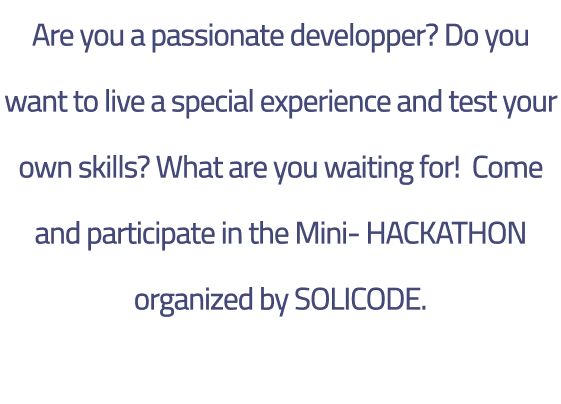 Are you a passionate developper? Do you
want to live a special experience and test your
own skills? What are you waiting for!  Come
and participate in the Mini- HACKATHON
organized by SOLICODE.